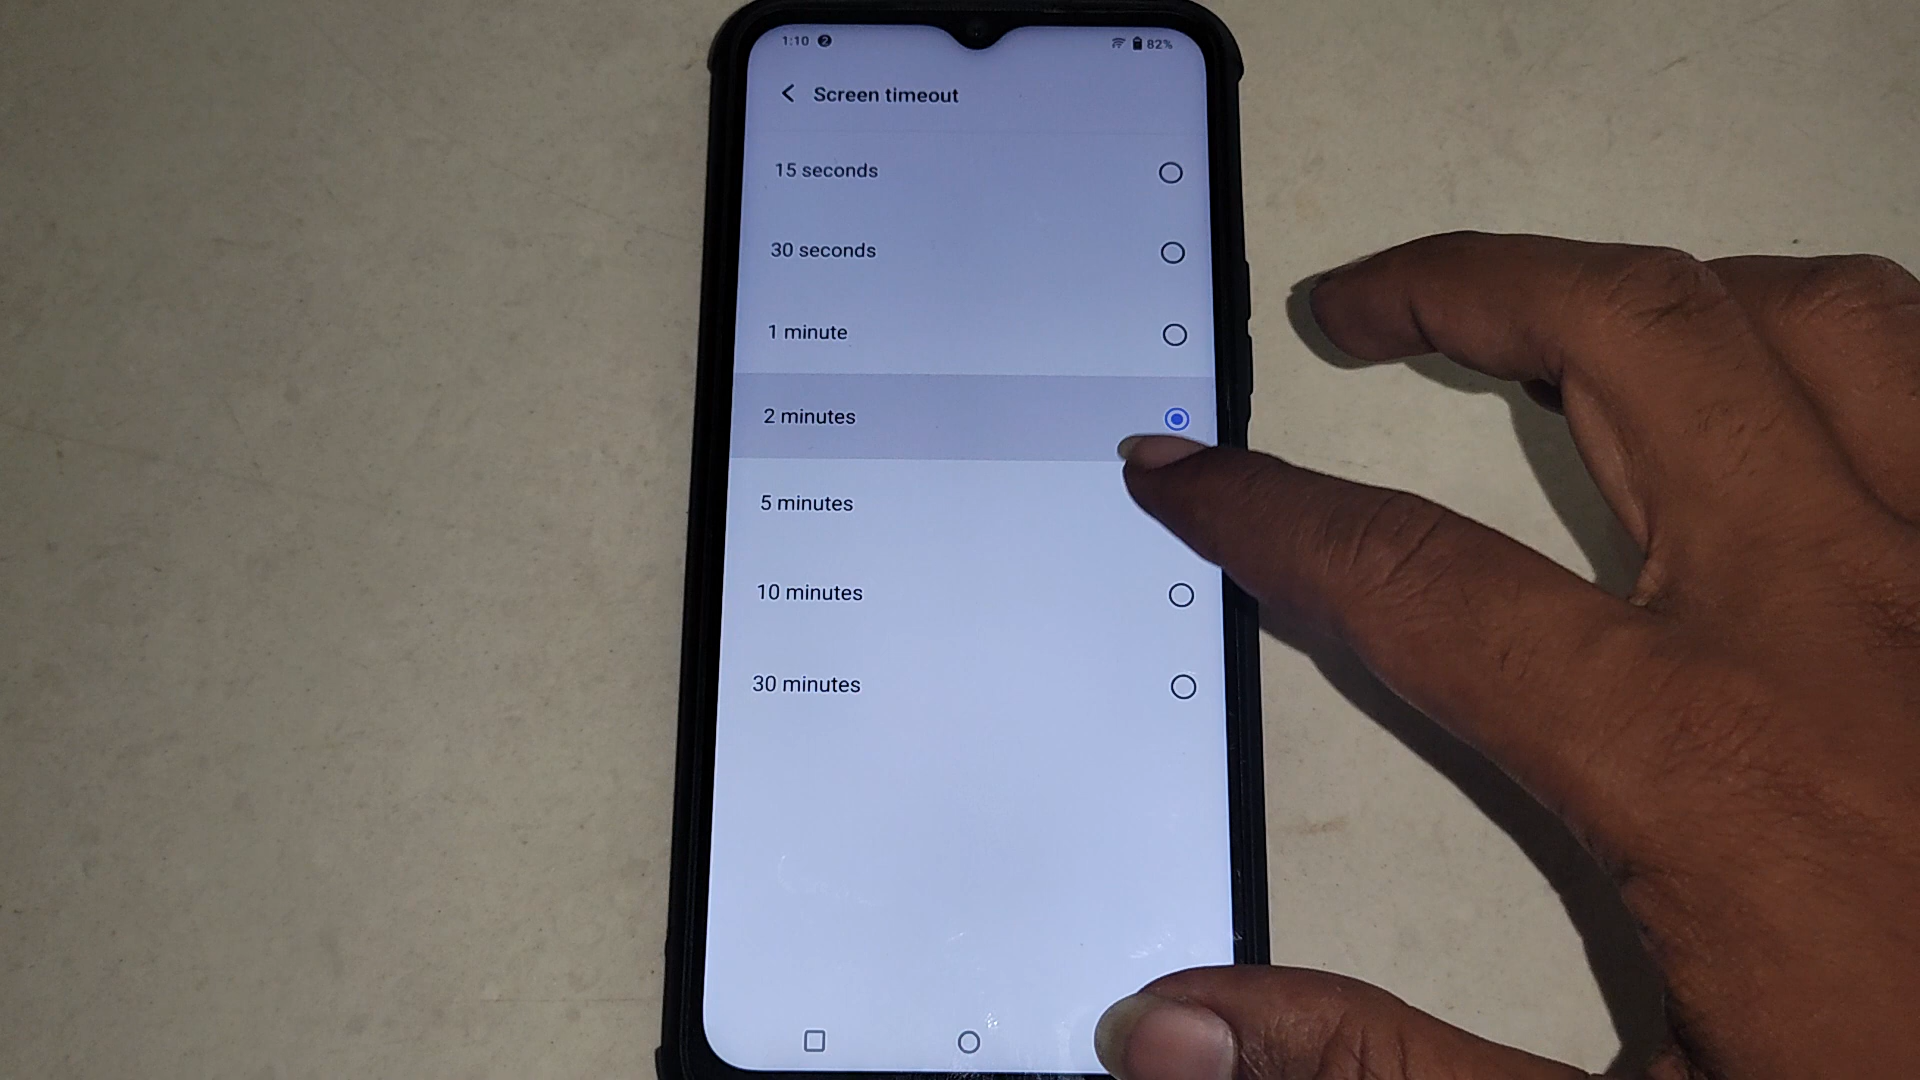 1:10 2 82%
Screen timeout
15 seconds
30 seconds
1 minute
2 minutes
5 minutes
10 minutes
30 minutes